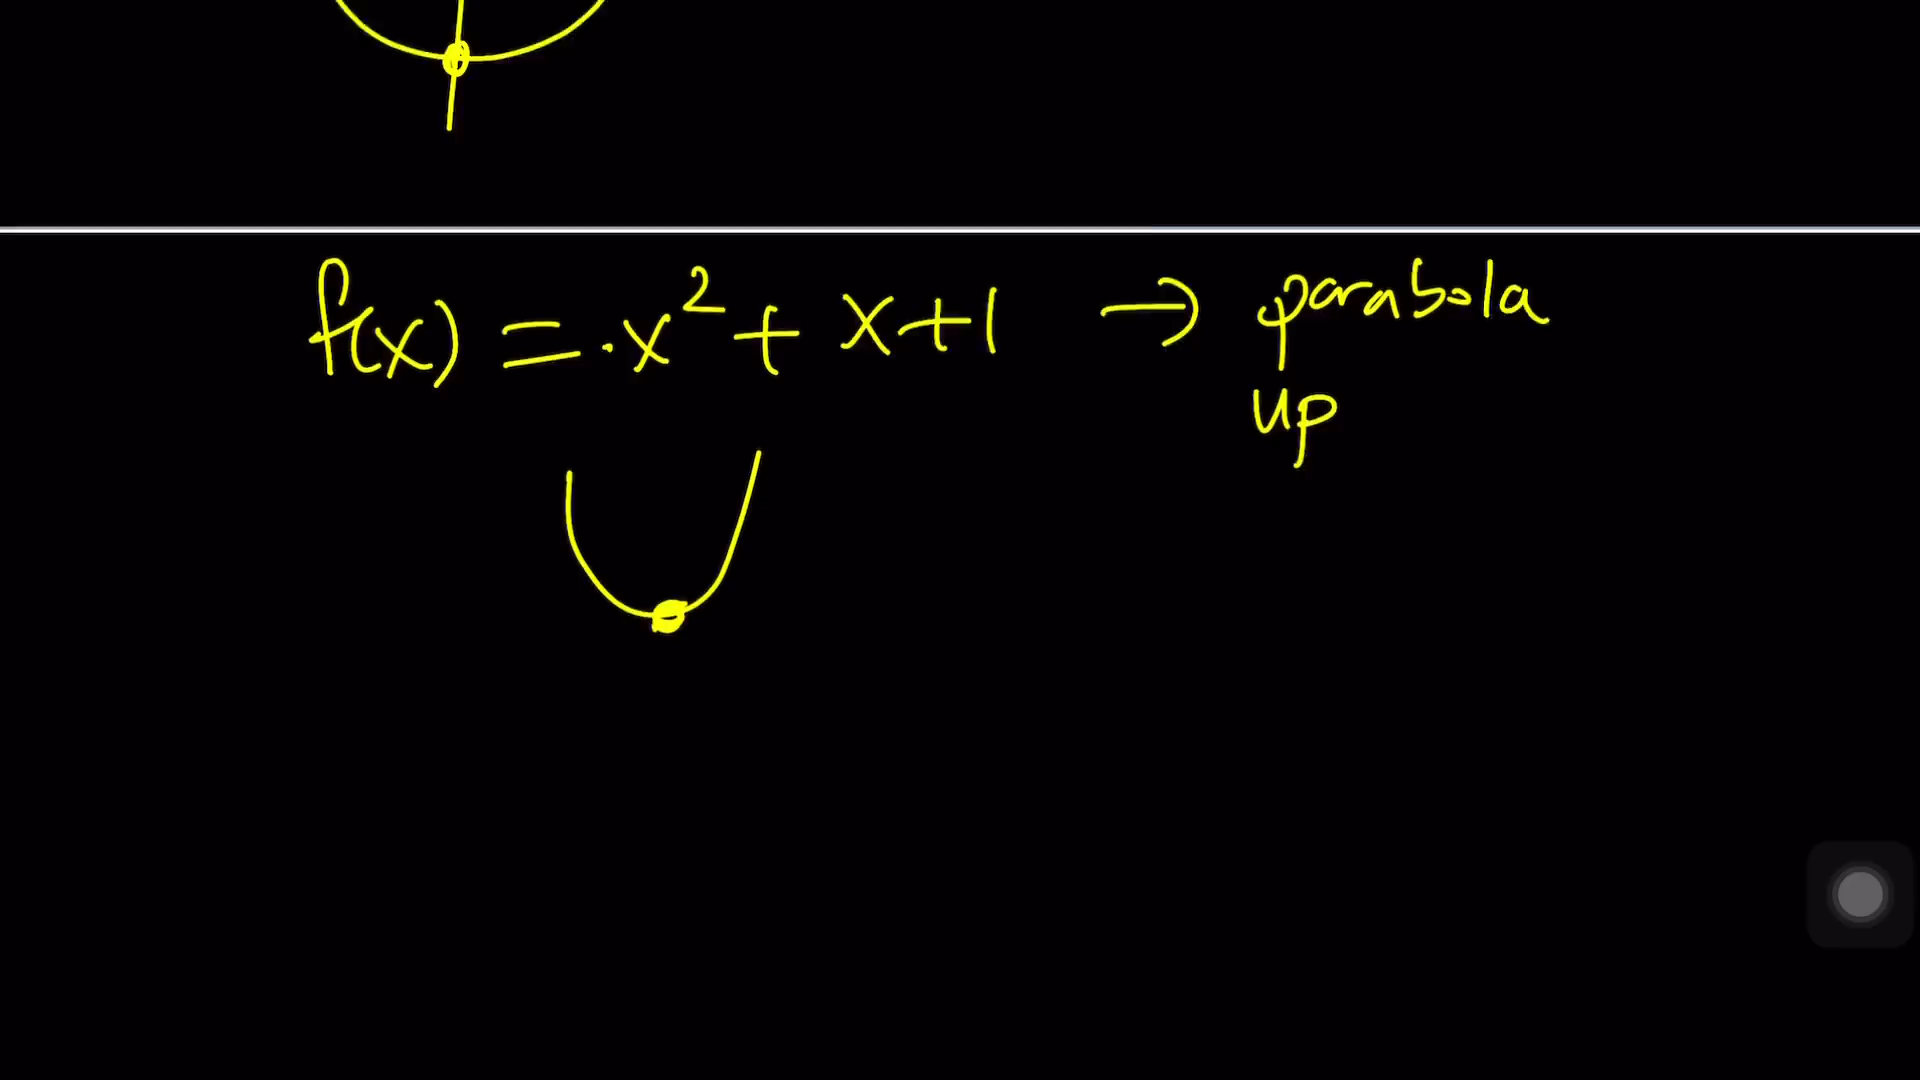 f(x) = x² + x + 1 → parabola
up